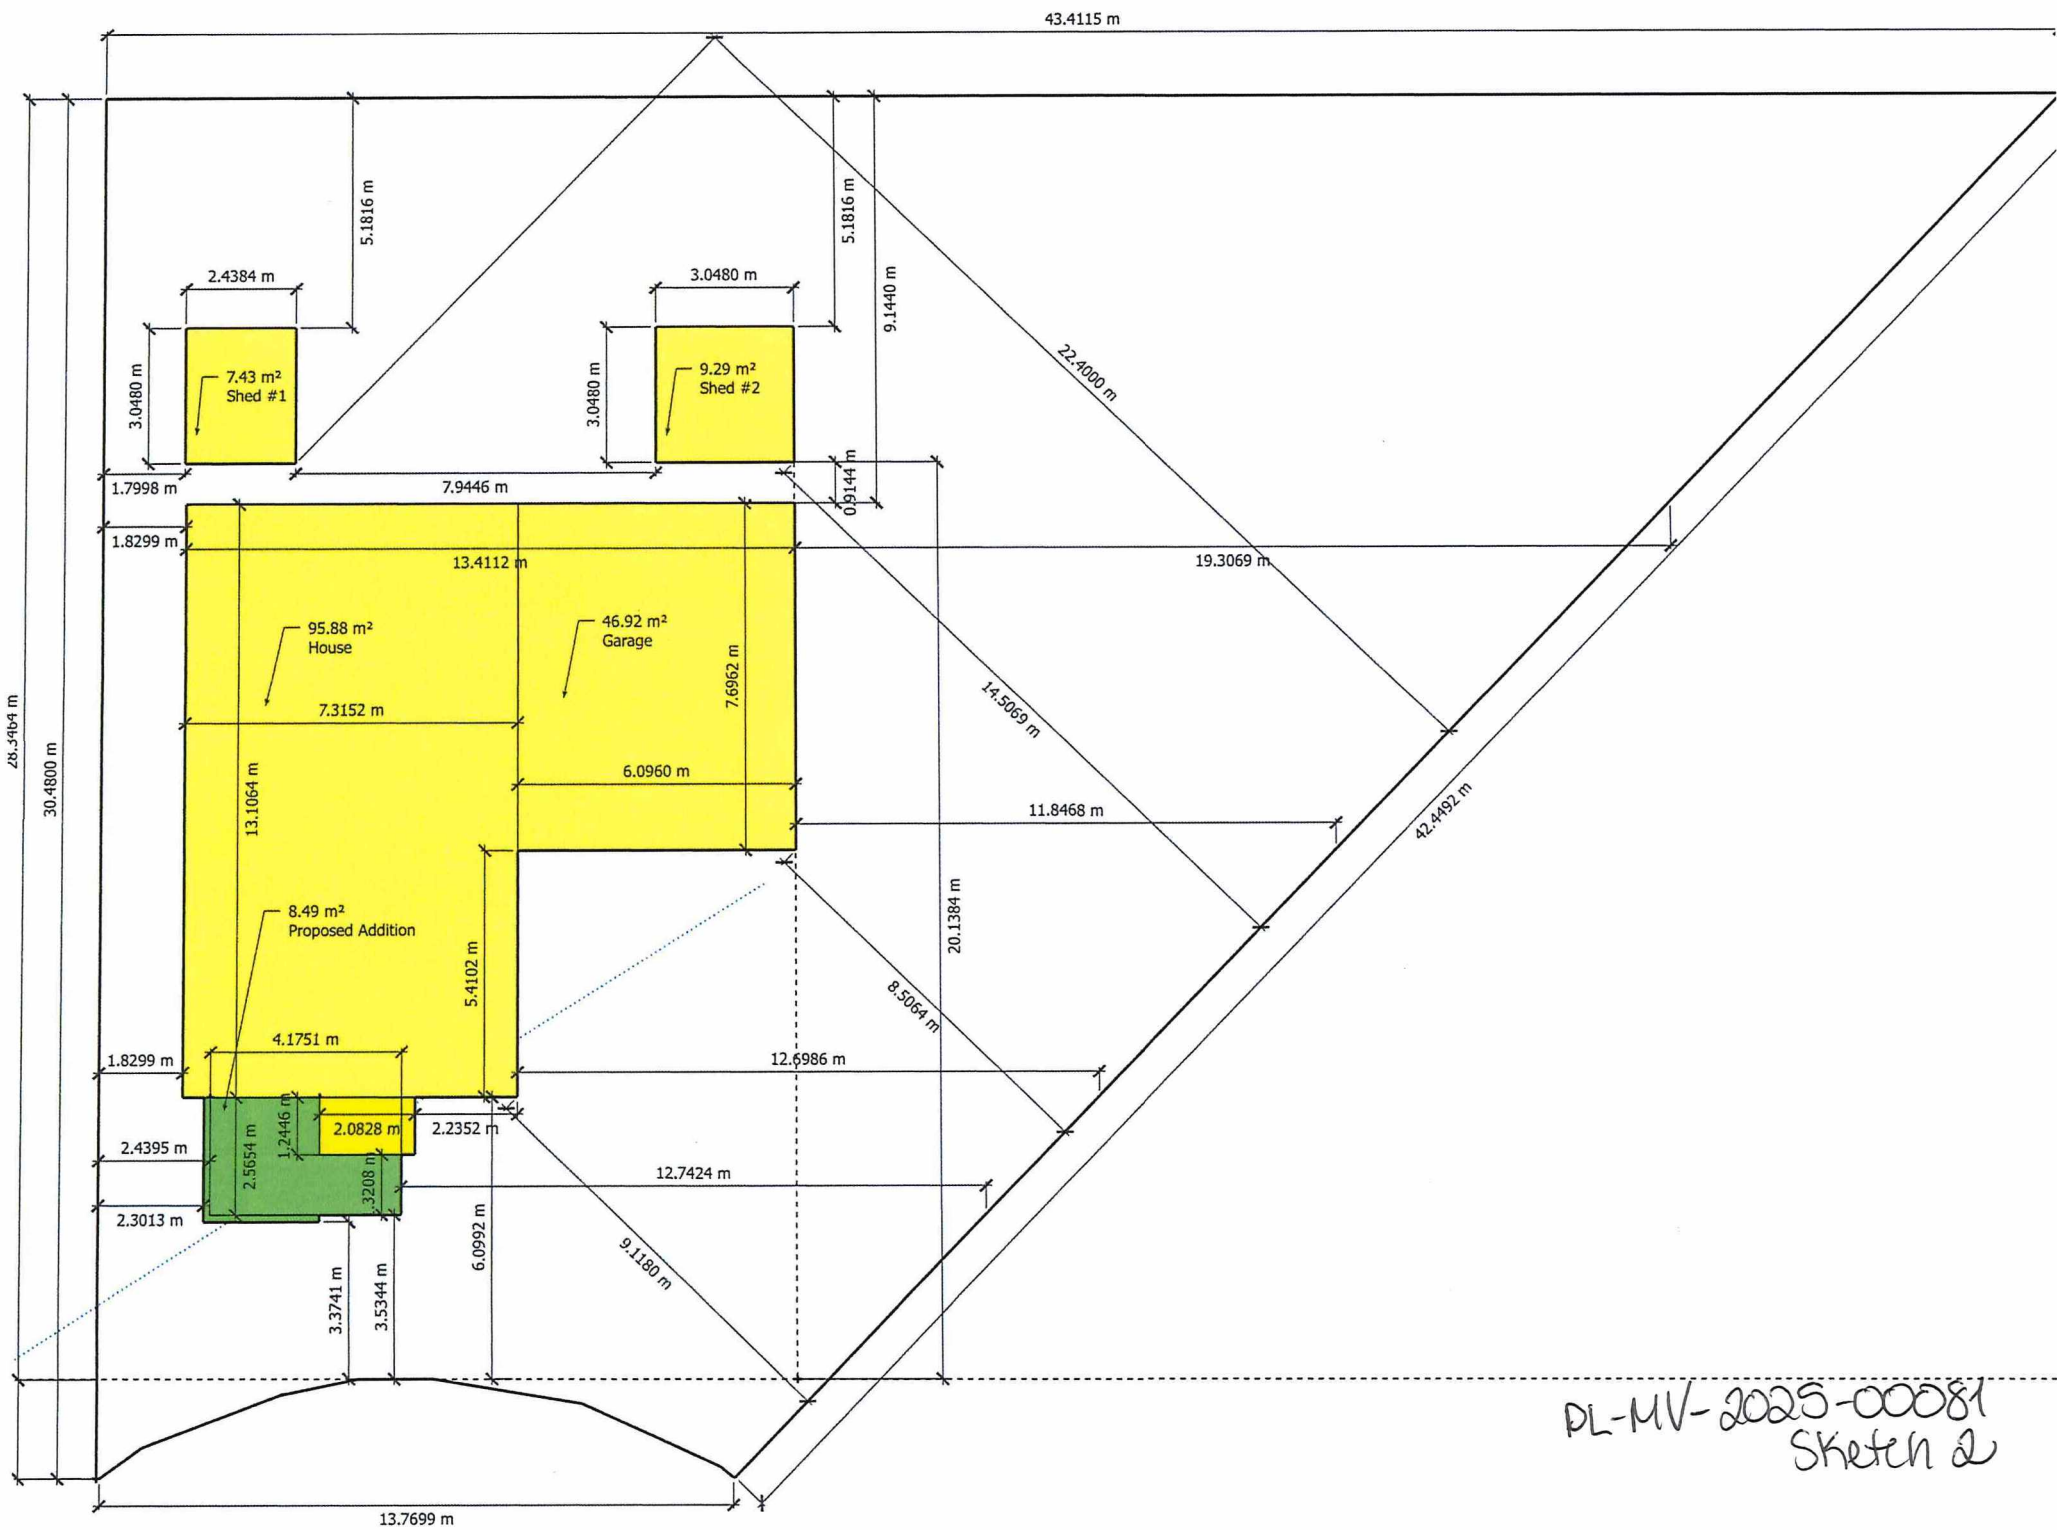 43.4115 m
5.1816 m
5.1816 m
9.1440 m
2.4384 m
3.0480 m
3.0480 m
7.43 m²
Shed #1
3.0480 m
9.29 m²
Shed #2
22.4000 m
1.7998 m
7.9446 m
0.9144 m
1.8299 m
13.4112 m
19.3069 m
95.88 m²
House
46.92 m²
Garage
7.6962 m
28.3464 m
30.4800 m
7.3152 m
14.5069 m
13.1064 m
6.0960 m
11.8468 m
42.4492 m
8.49 m²
Proposed Addition
20.1384 m
5.4102 m
8.5064 m
4.1751 m
1.8299 m
12.6986 m
1.2446 m
2.0828 m
2.2352 m
2.4395 m
2.5654 m
3208 m
12.7424 m
2.3013 m
6.0992 m
9.1180 m
3.3741 m
3.5344 m
PL-MV-2025-00081
Sketch 2
13.7699 m